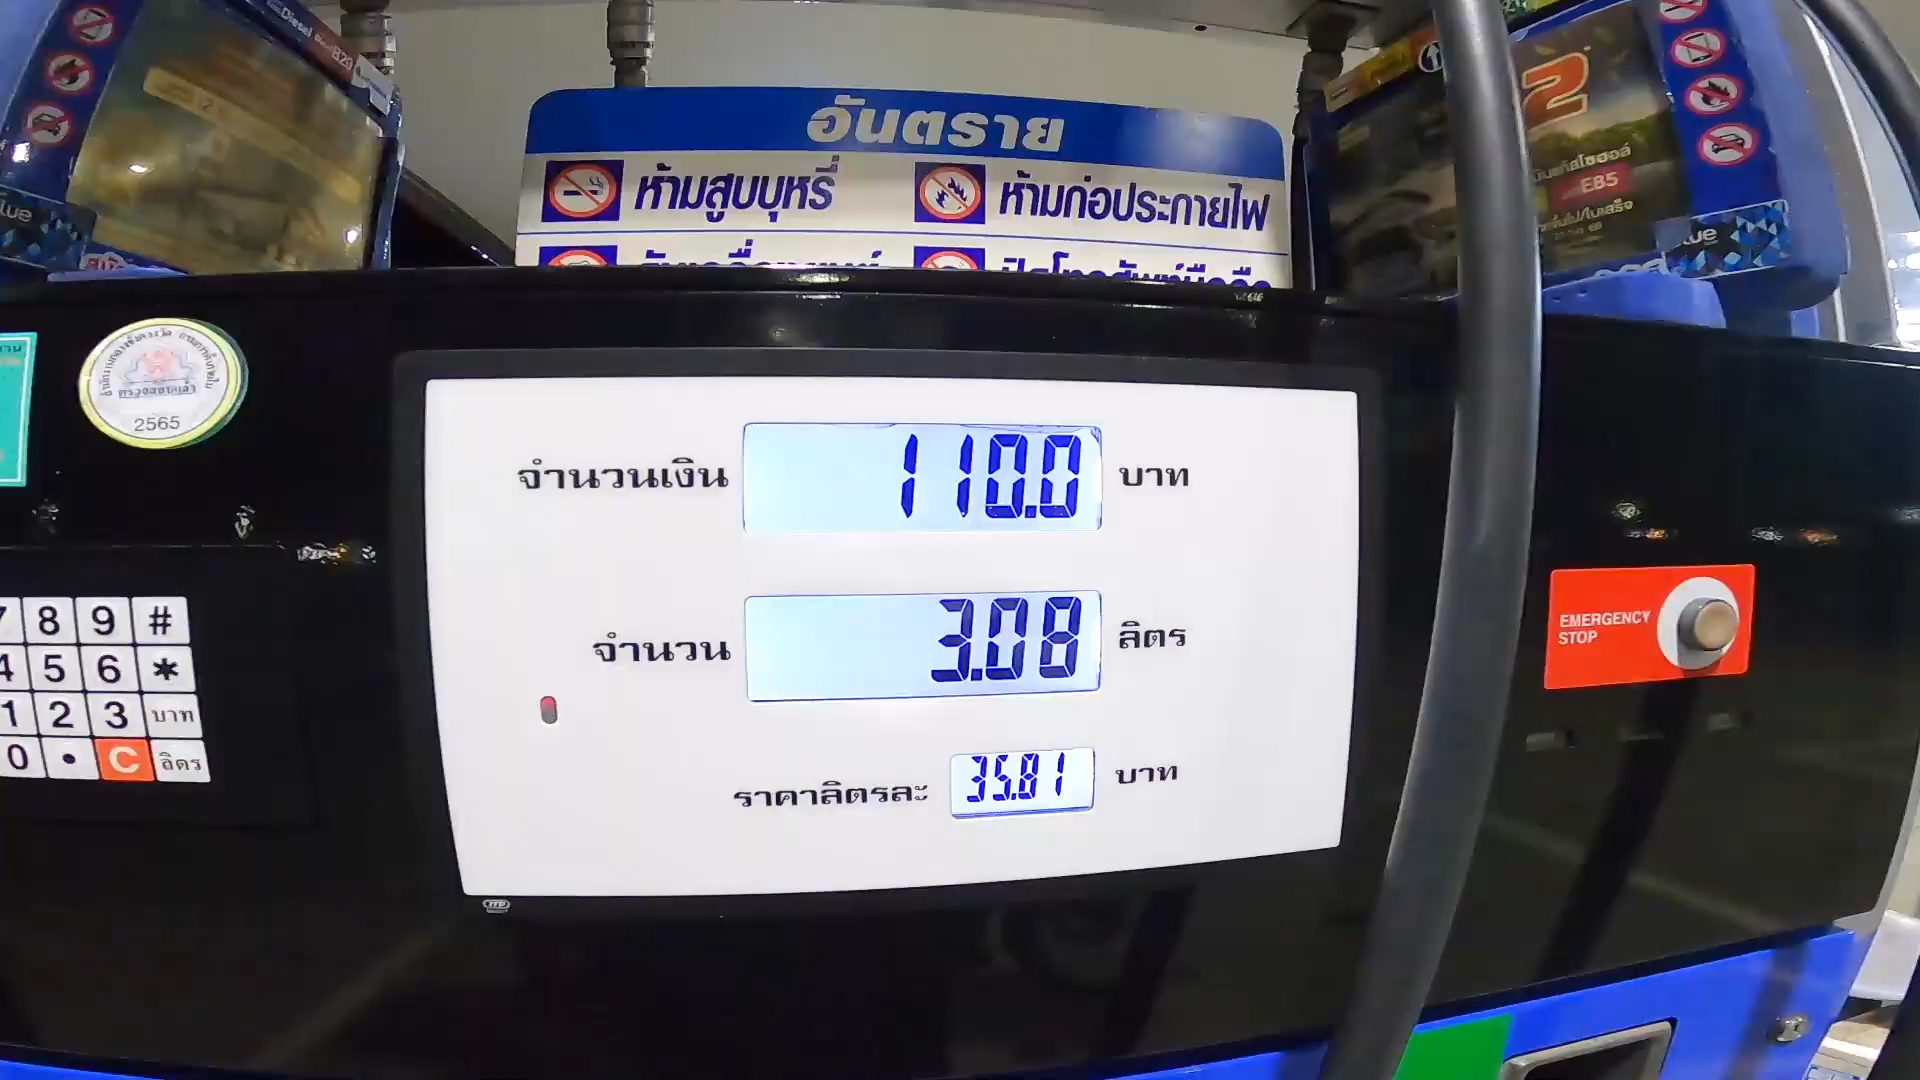 Diesel
B20
อันตราย
ห้ามสูบบุหรี่
ห้ามก่อประกายไฟ
2
E85
2565
จำนวนเงิน 110.0 บาท
จำนวน 3.08 ลิตร
ราคาลิตรละ 35.81 บาท
7 8 9 #
4 5 6 *
1 2 3 บาท
0 • C ลิตร
EMERGENCY
STOP